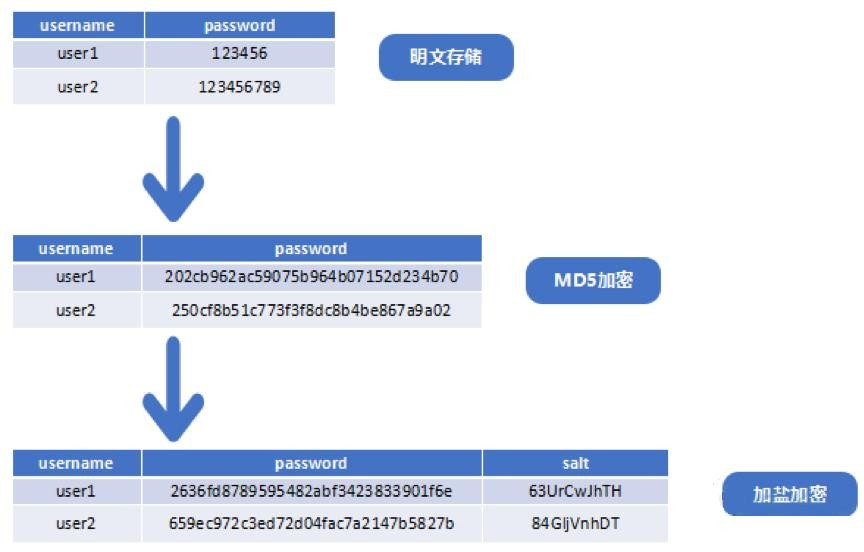 username password
user1 123456
user2 123456789
明文存储
username password
user1 202cb962ac59075b964b07152d234b70
user2 250cf8b51c773f3f8dc8b4be867a9a02
MD5加密
username password salt
user1 2636fd8789595482abf3423833901f6e 63UrCwJhTH
user2 659ec972c3ed72d04fac7a2147b5827b 84GljVnhDT
加盐加密